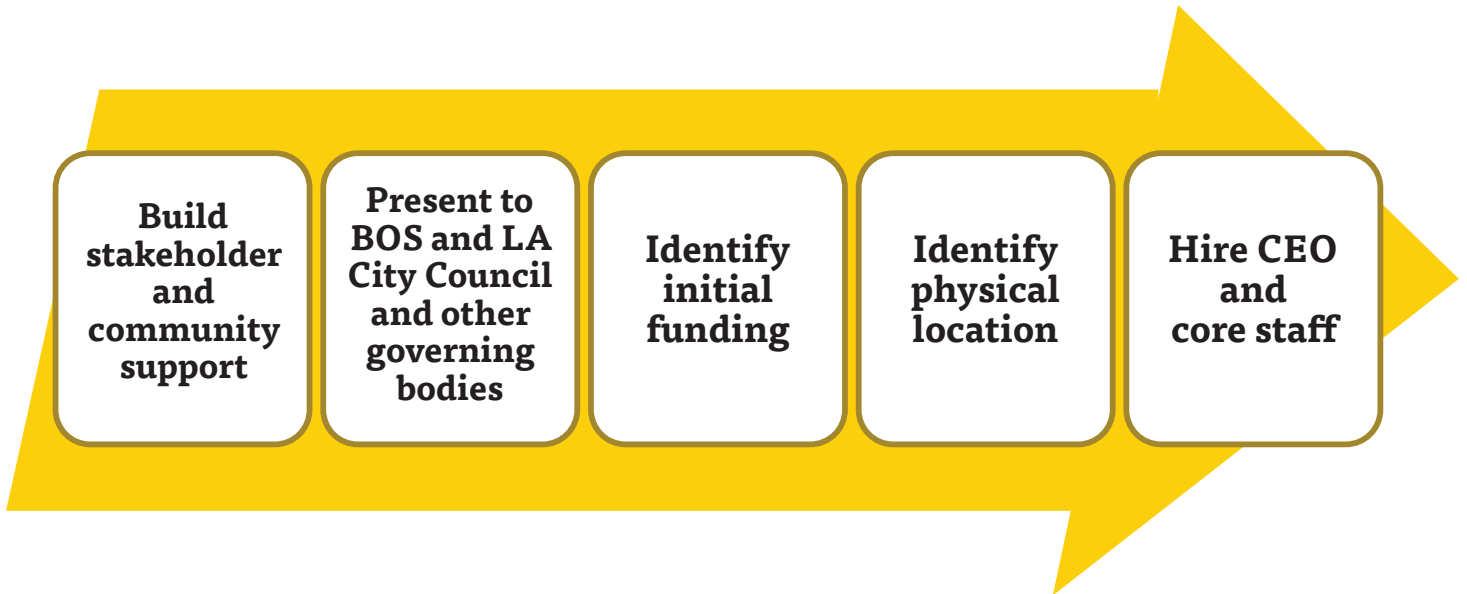 Build
stakeholder
and
community
support
Present to
BOS and LA
City Council
and other
governing
bodies
Identify
initial
funding
Identify
physical
location
Hire CEO
and
core staff